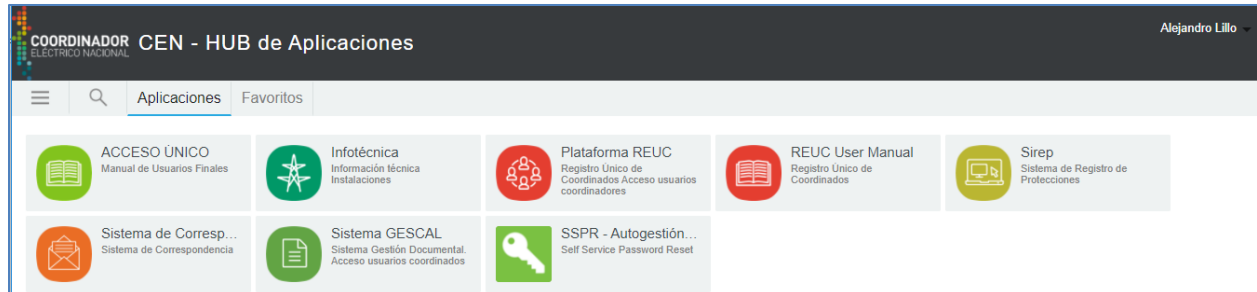 Alejandro Lillo
COORDINADOR
ELÉCTRICO NACIONAL
CEN - HUB de Aplicaciones
Aplicaciones Favoritos
ACCESO ÚNICO
Manual de Usuarios Finales
Infotécnica
Información técnica
Instalaciones
Plataforma REUC
Registro Único de
Coordinados Acceso usuarios
coordinadores
REUC User Manual
Registro Único de
Coordinados
Sirep
Sistema de Registro de
Protecciones
Sistema de Corresp...
Sistema de Correspondencia
Sistema GESCAL
Sistema Gestión Documental.
Acceso usuarios coordinados
SSPR - Autogestión...
Self Service Password Reset